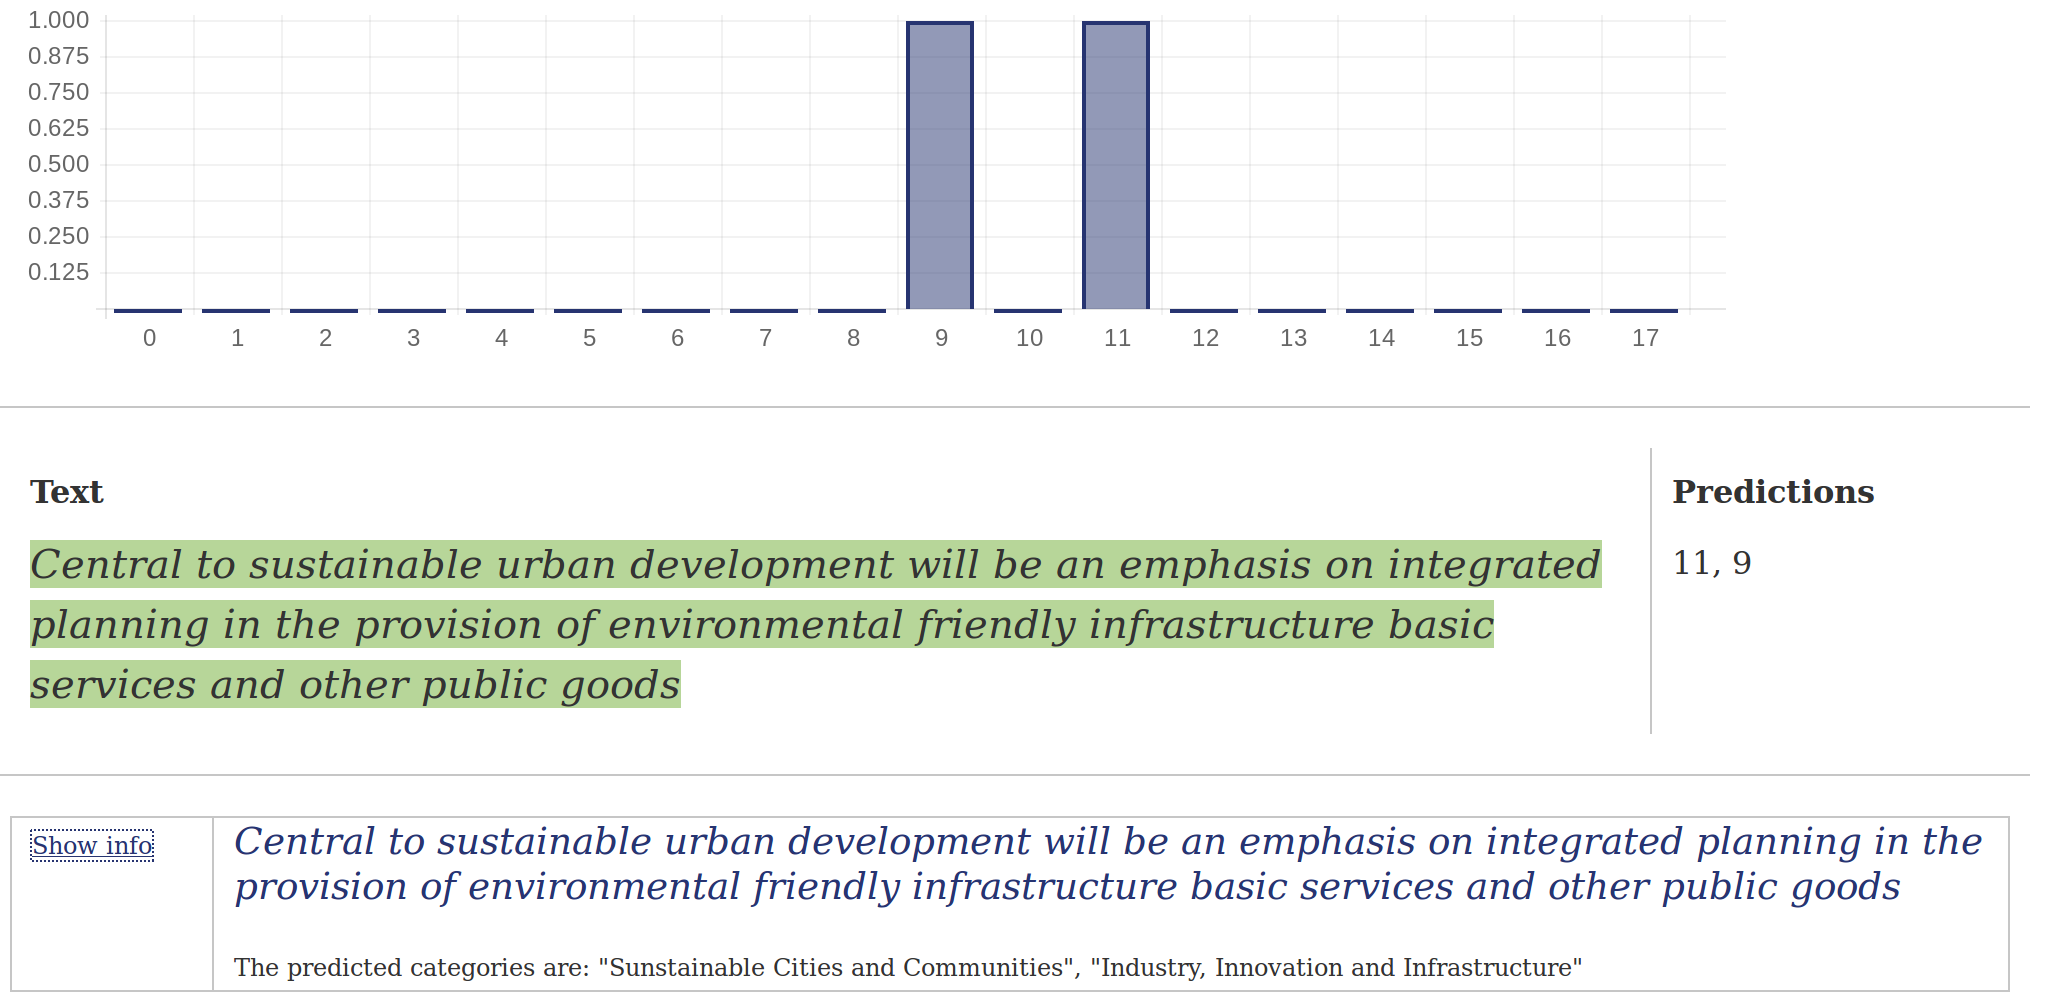 1.000
0.875
0.750
0.625
0.500
0.375
0.250
0.125
0 1 2 3 4 5 6 7 8 9 10 11 12 13 14 15 16 17
Text
Predictions
Central to sustainable urban development will be an emphasis on integrated
planning in the provision of environmental friendly infrastructure basic
services and other public goods
11, 9
Show info
Central to sustainable urban development will be an emphasis on integrated planning in the
provision of environmental friendly infrastructure basic services and other public goods
The predicted categories are: "Sunstainable Cities and Communities", "Industry, Innovation and Infrastructure"